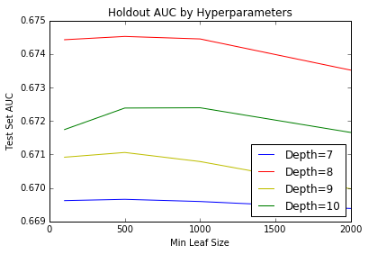 Holdout AUC by Hyperparameters
0.675
0.674
0.673
0.672
0.671
0.670
0.669
Test Set AUC
Depth=7
Depth=8
Depth=9
Depth=10
0
500
1000
1500
2000
Min Leaf Size